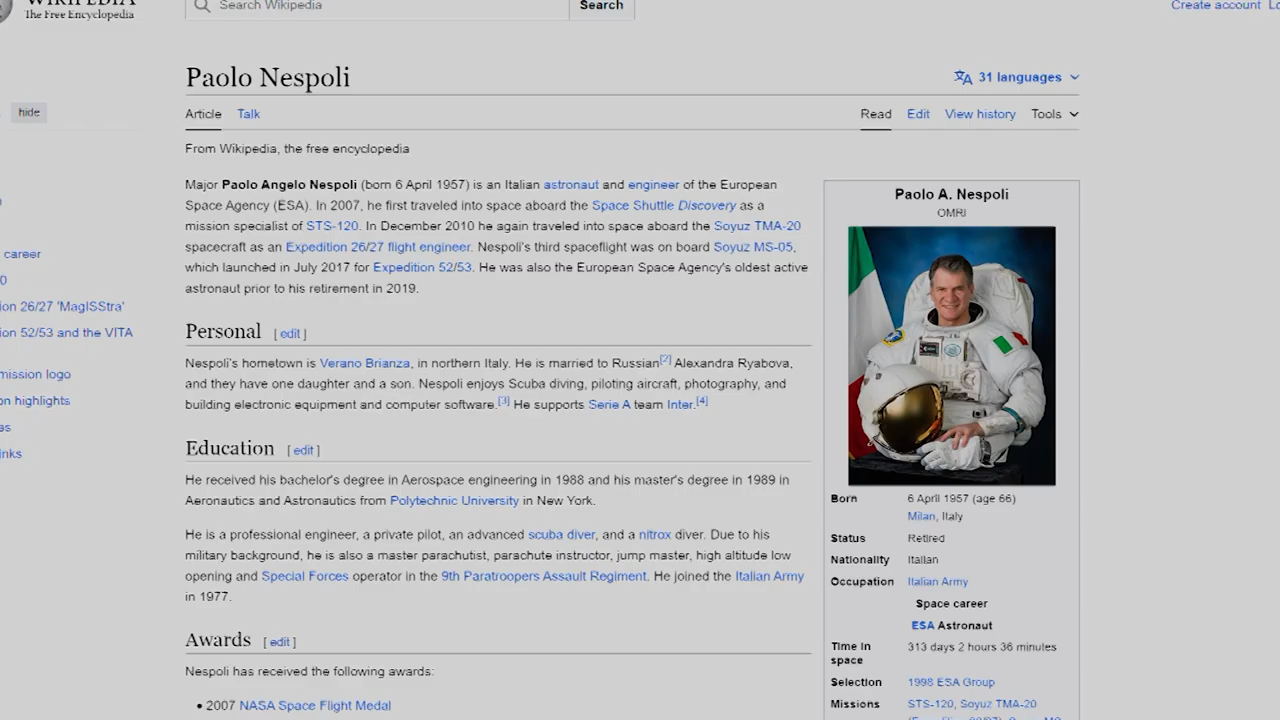 WIKIPEDIA
The Free Encyclopedia
Search Wikipedia
Search
Create account
Paolo Nespoli
31 languages
hide
Article Talk
Read Edit View history Tools
From Wikipedia, the free encyclopedia
Major Paolo Angelo Nespoli (born 6 April 1957) is an Italian astronaut and engineer of the European
Space Agency (ESA). In 2007, he first traveled into space aboard the Space Shuttle Discovery as a
mission specialist of STS-120. In December 2010 he again traveled into space aboard the Soyuz TMA-20
spacecraft as an Expedition 26/27 flight engineer. Nespoli's third spaceflight was on board Soyuz MS-05,
which launched in July 2017 for Expedition 52/53. He was also the European Space Agency's oldest active
astronaut prior to his retirement in 2019.
career
0
ion 26/27 'MagISStra'
ion 52/53 and the VITA
mission logo
on highlights
as
inks
Personal [ edit ]
Nespoli's hometown is Verano Brianza, in northern Italy. He is married to Russian[2] Alexandra Ryabova,
and they have one daughter and a son. Nespoli enjoys Scuba diving, piloting aircraft, photography, and
building electronic equipment and computer software.[3] He supports Serie A team Inter.[4]
Education [ edit ]
He received his bachelor's degree in Aerospace engineering in 1988 and his master's degree in 1989 in
Aeronautics and Astronautics from Polytechnic University in New York.
He is a professional engineer, a private pilot, an advanced scuba diver, and a nitrox diver. Due to his
military background, he is also a master parachutist, parachute instructor, jump master, high altitude low
opening and Special Forces operator in the 9th Paratroopers Assault Regiment. He joined the Italian Army
in 1977.
Awards [ edit ]
Nespoli has received the following awards:
• 2007 NASA Space Flight Medal
Paolo A. Nespoli
OMRI
Born 6 April 1957 (age 66)
Milan, Italy
Status Retired
Nationality Italian
Occupation Italian Army
Space career
ESA Astronaut
Time in space 313 days 2 hours 36 minutes
Selection 1998 ESA Group
Missions STS-120, Soyuz TMA-20